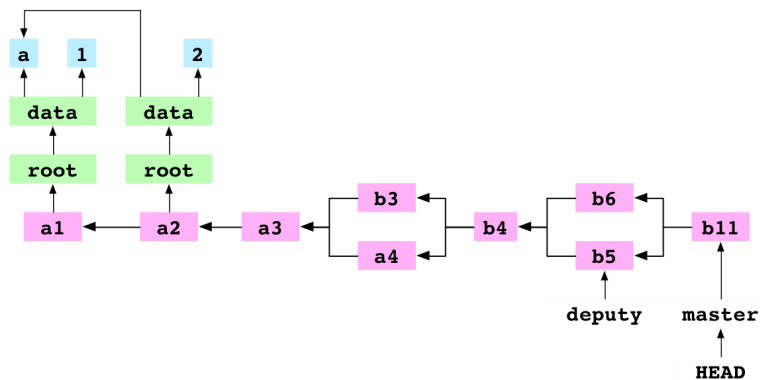 a 1 2
data data
root root
b3 b6
a1 a2 a3 b4 b11
a4 b5
deputy master
HEAD